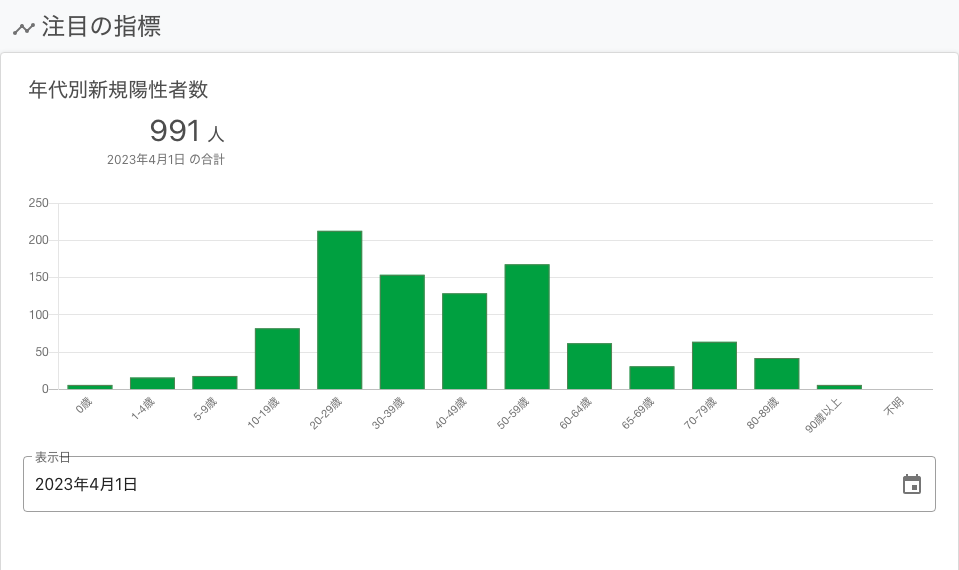 注目の指標
年代別新規陽性者数
991 人
2023年4月1日 の合計
250
200
150
100
50
0
0歳
1-4歳
5-9歳
10-19歳
20-29歳
30-39歳
40-49歳
50-59歳
60-64歳
65-69歳
70-79歳
80-89歳
90歳以上
不明
表示日
2023年4月1日